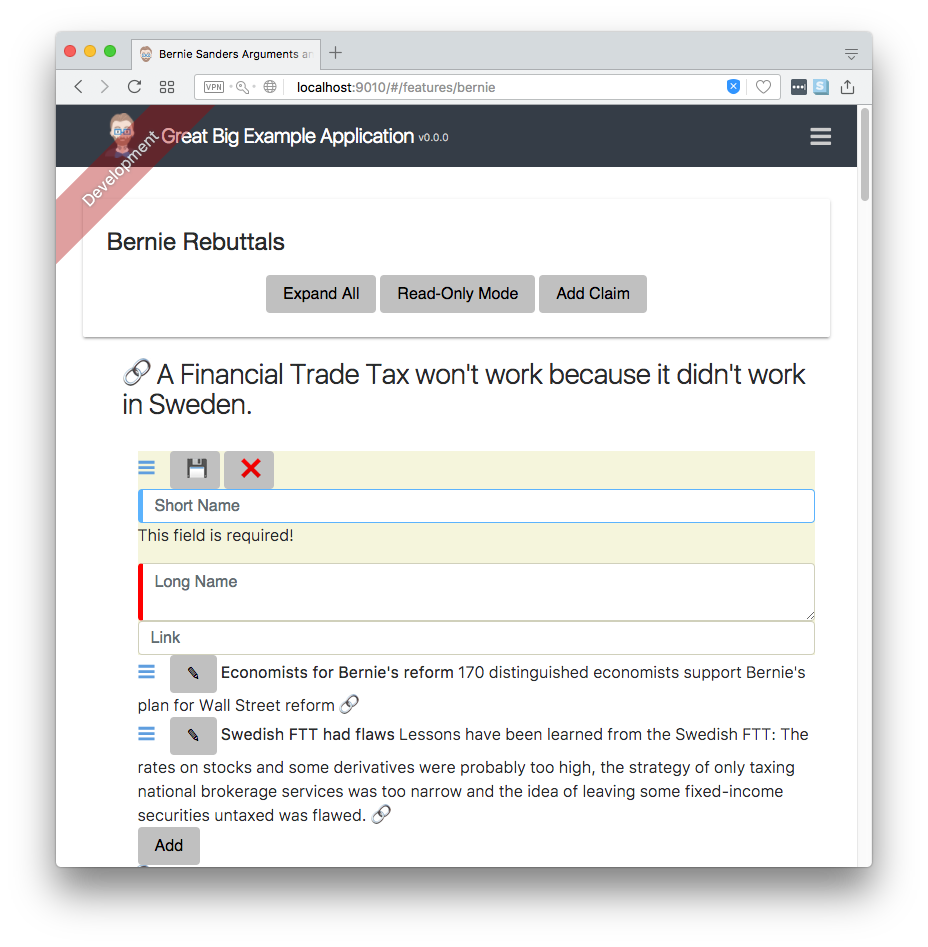 Bernie Sanders Arguments an
VPN
localhost:9010/#/features/bernie
S
Great Big Example Application v0.0.0
Development
Bernie Rebuttals
Expand All
Read-Only Mode
Add Claim
A Financial Trade Tax won't work because it didn't work
in Sweden.
Short Name
This field is required!
Long Name
Link
Economists for Bernie's reform 170 distinguished economists support Bernie's
plan for Wall Street reform
Swedish FTT had flaws Lessons have been learned from the Swedish FTT: The
rates on stocks and some derivatives were probably too high, the strategy of only taxing
national brokerage services was too narrow and the idea of leaving some fixed-income
securities untaxed was flawed.
Add